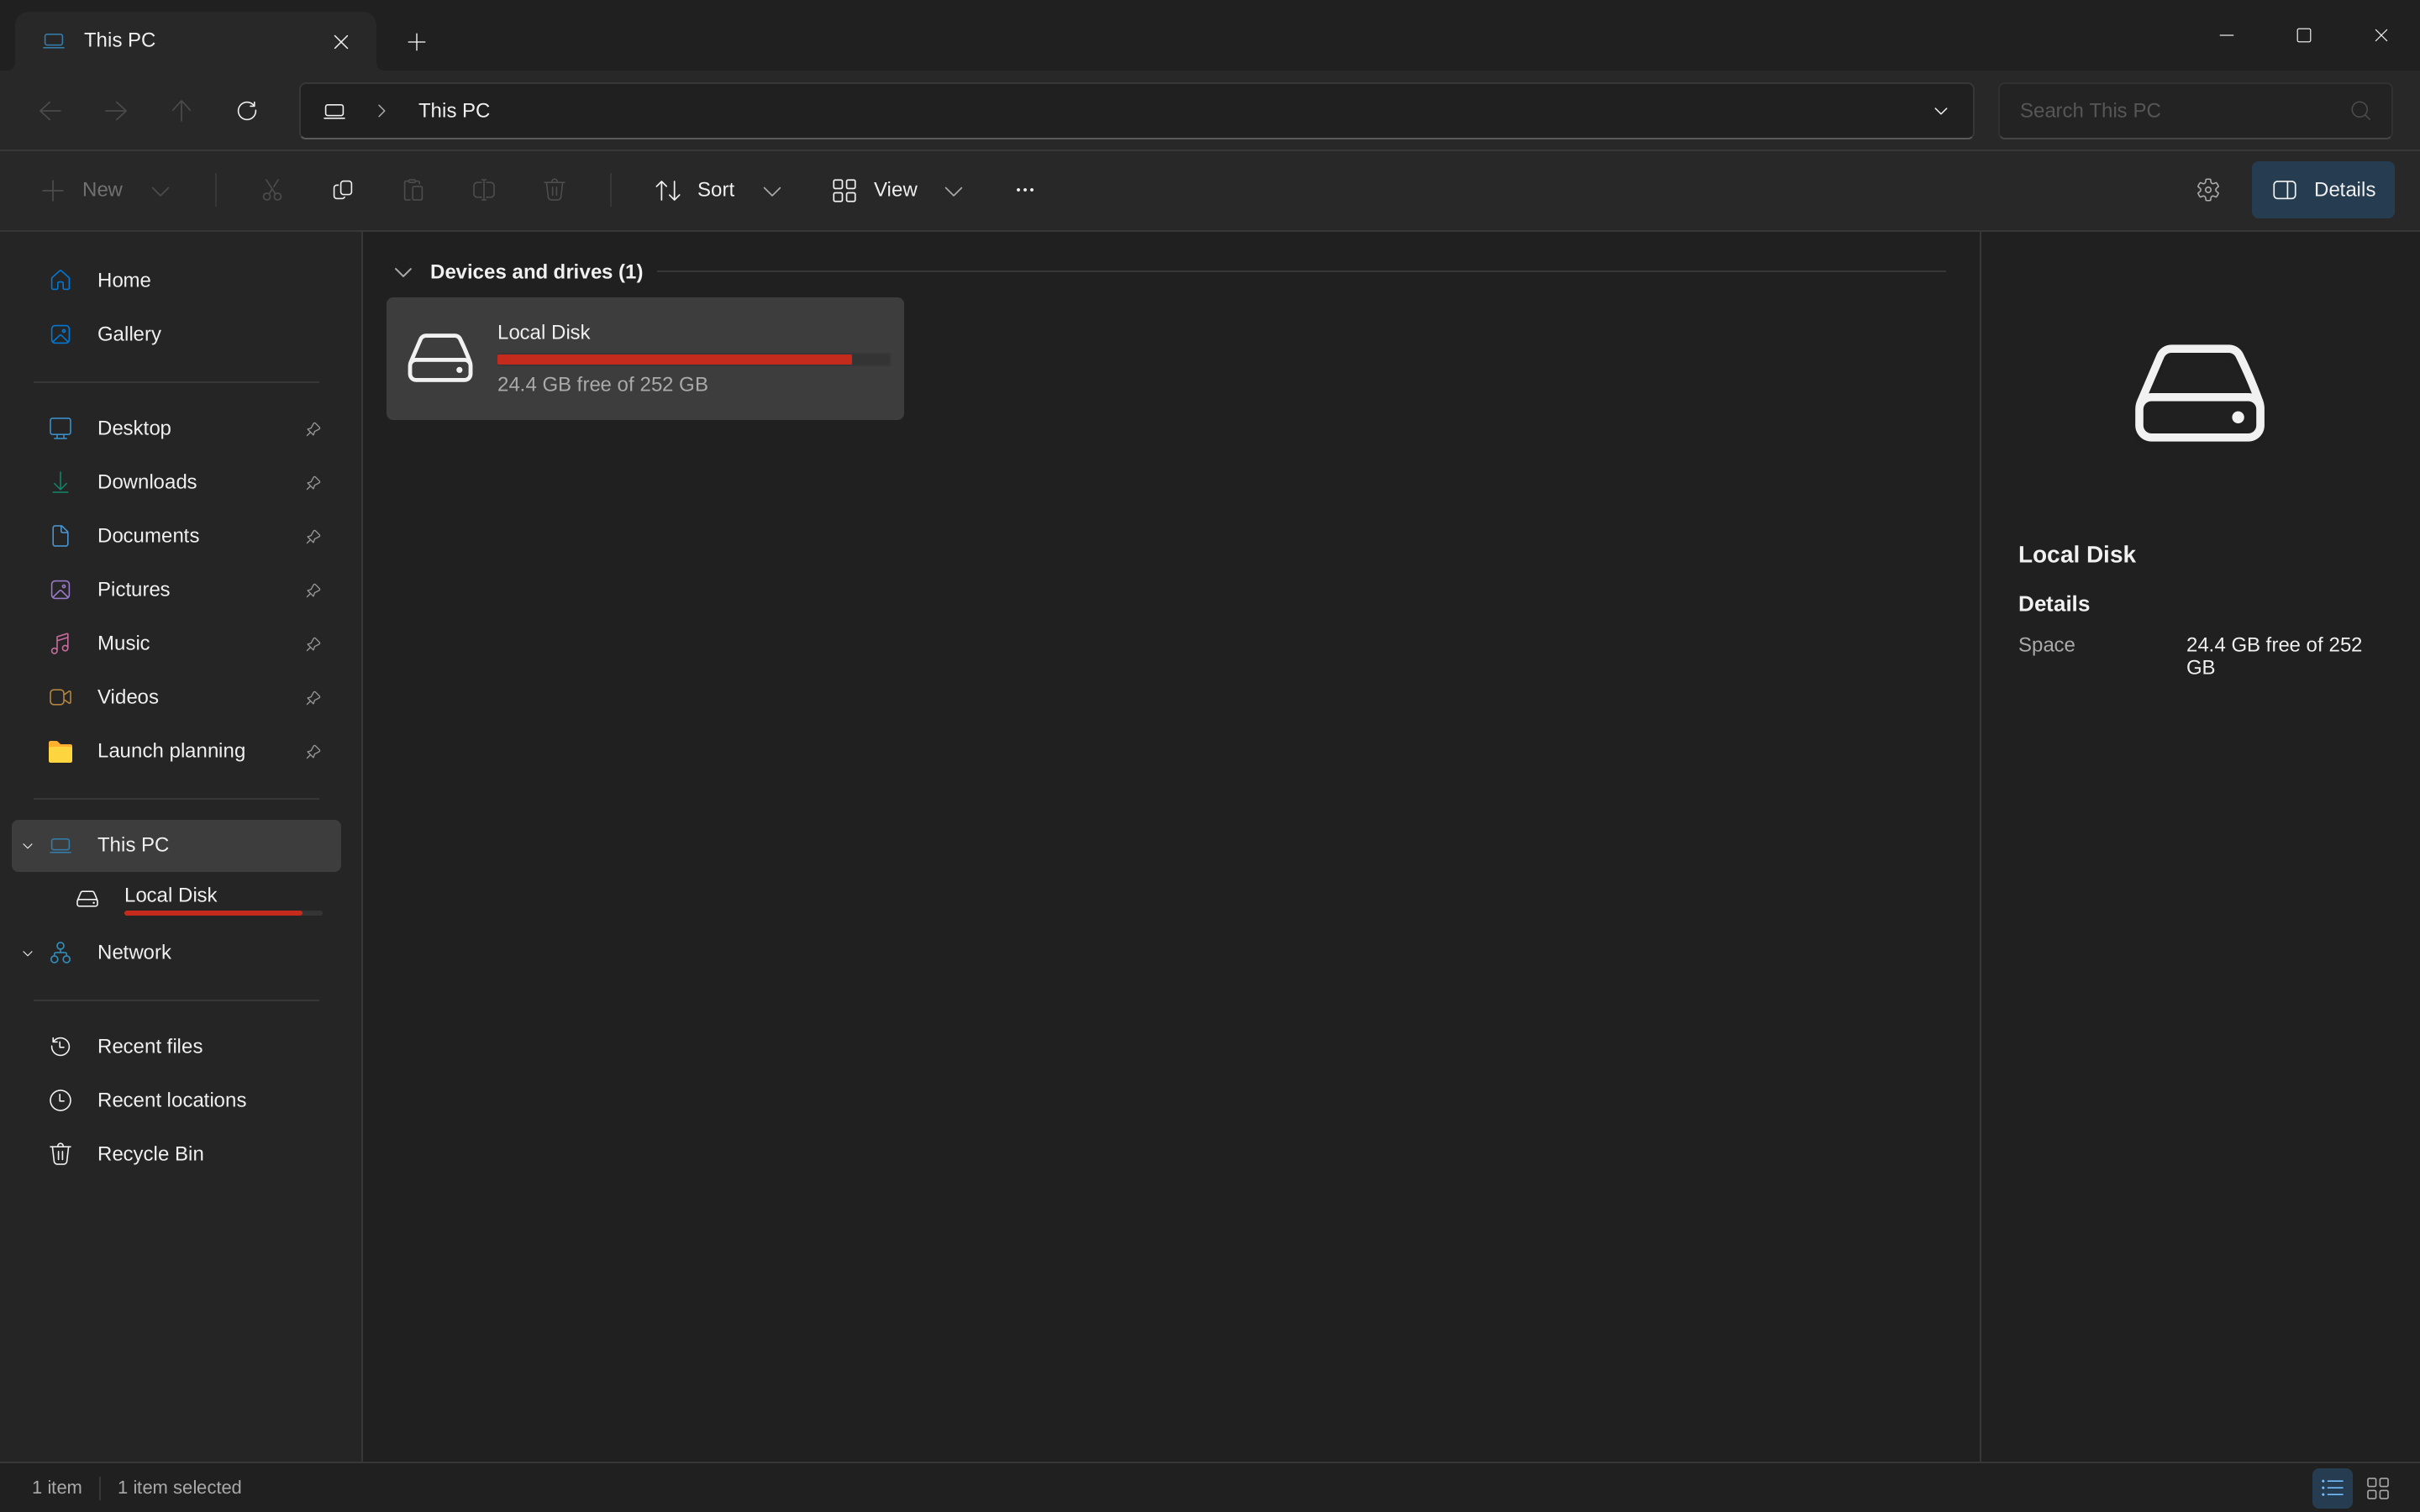 This PC
This PC
Search This PC
New
Sort
View
Details
Home
Gallery
Desktop
Downloads
Documents
Pictures
Music
Videos
Launch planning
This PC
Local Disk
Network
Recent files
Recent locations
Recycle Bin
Devices and drives (1)
Local Disk
24.4 GB free of 252 GB
Local Disk
Details
Space
24.4 GB free of 252
GB
1 item
1 item selected